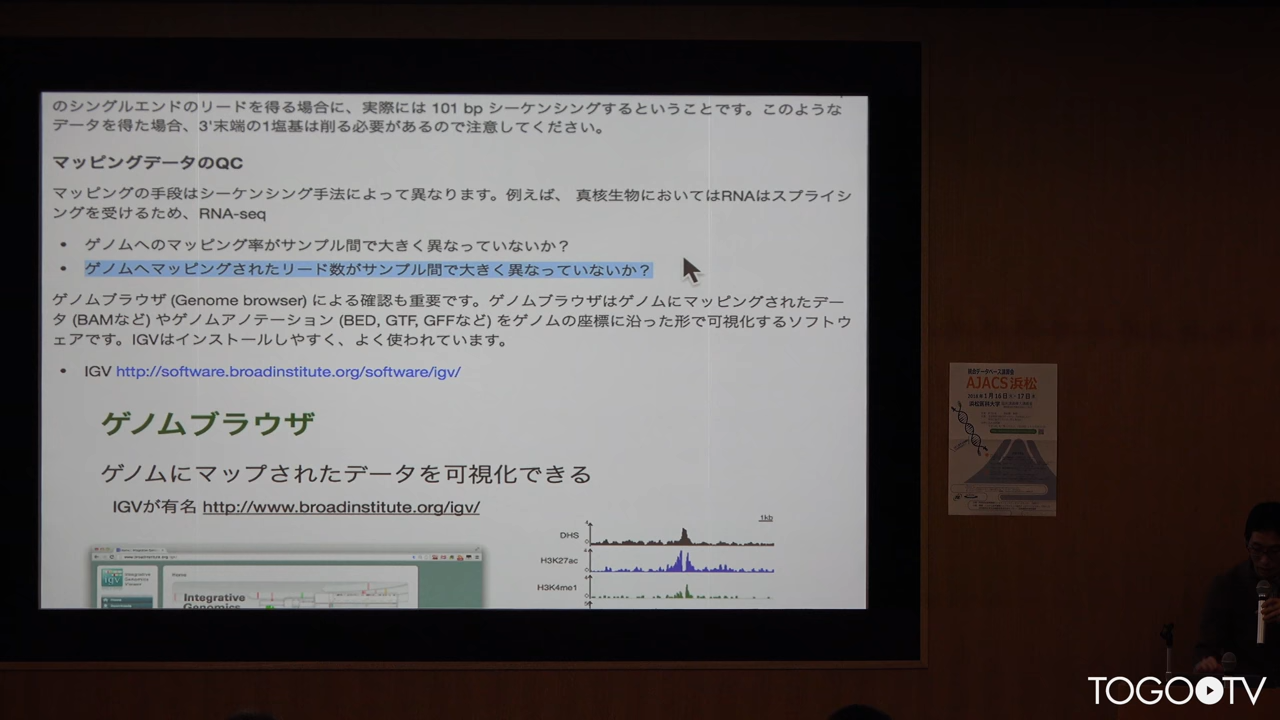 のシングルエンドのリードを得る場合に、実際には 101 bp シーケンシングするということです。このような
データを得た場合、3'末端の1塩基は削る必要があるので注意してください。
マッピングデータのQC
マッピングの手段はシーケンシング手法によって異なります。例えば、 真核生物においてはRNAはスプライシ
ングを受けるため、RNA-seq
• ゲノムへのマッピング率がサンプル間で大きく異なっていないか？
• ゲノムへマッピングされたリード数がサンプル間で大きく異なっていないか？
ゲノムブラウザ (Genome browser) による確認も重要です。ゲノムブラウザはゲノムにマッピングされたデー
タ (BAMなど) やゲノムアノテーション (BED, GTF, GFFなど) をゲノムの座標に沿った形で可視化するソフトウ
ェアです。IGVはインストールしやすく、よく使われています。
• IGV http://software.broadinstitute.org/software/igv/
ゲノムブラウザ
ゲノムにマップされたデータを可視化できる
IGVが有名 http://www.broadinstitute.org/igv/
1kb
DHS
H3K27ac
H3K4me1
Home
Integrative
Genomics
統合データベース講習会
AJACS浜松
浜松医科大学
TOGOTV